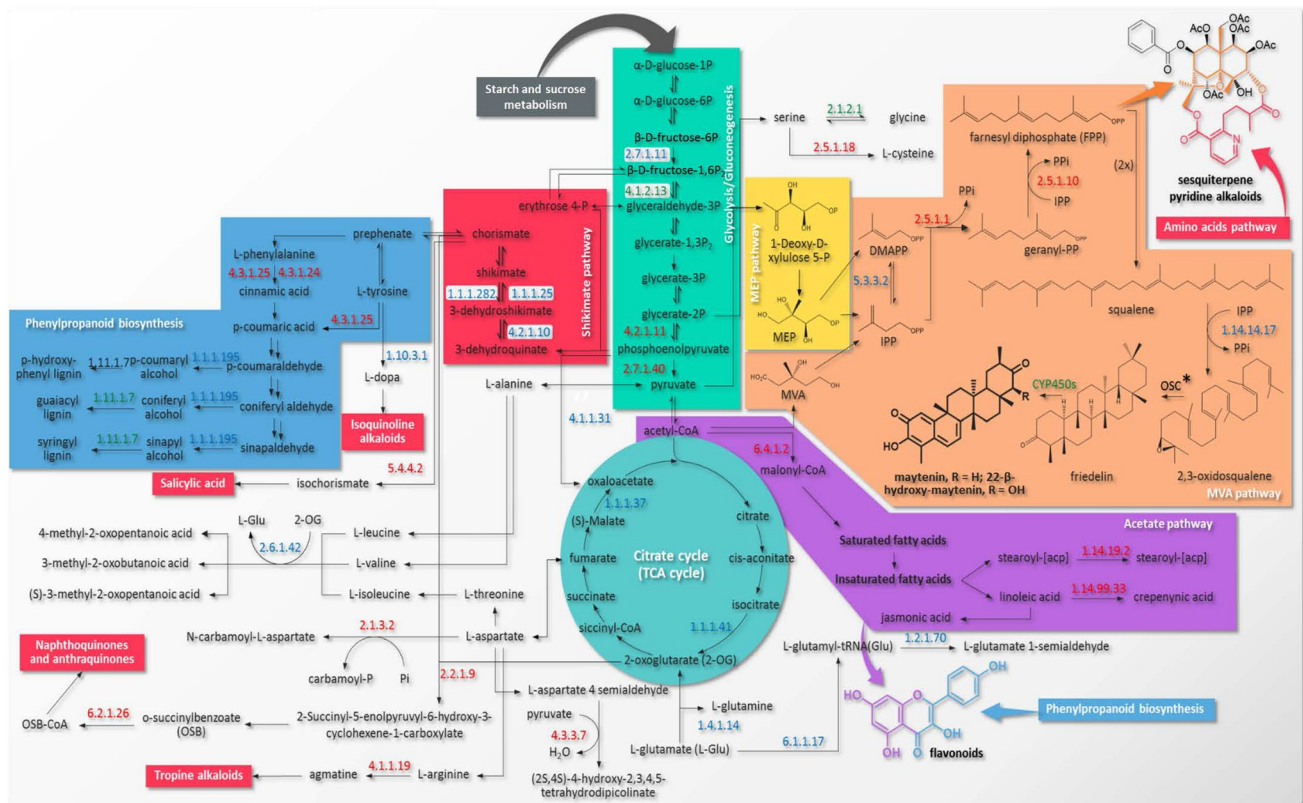 Starch and sucrose
metabolism
α-D-glucose-1P
α-D-glucose-6P
β-D-fructose-6P
2.7.1.11
β-D-fructose-1,6P₂
4.1.2.13
glyceraldehyde-3P
glycerate-1,3P₂
glycerate-3P
glycerate-2P
4.2.1.11
phosphoenolpyruvate
2.7.1.40
pyruvate
Glycolysis/Gluconeogenesis
serine
2.1.2.1
glycine
2.5.1.18
L-cysteine
erythrose 4-P
chorismate
shikimate
1.1.1.282
1.1.1.25
3-dehydroshikimate
4.2.1.10
3-dehydroquinate
Shikimate pathway
prephenate
L-phenylalanine
4.3.1.25
4.3.1.24
cinnamic acid
L-tyrosine
4.3.1.25
p-coumaric acid
Phenylpropanoid biosynthesis
p-hydroxy-
phenyl lignin
1.11.1.7
p-coumaryl
alcohol
1.1.1.195
p-coumaraldehyde
guaiacyl
lignin
1.11.1.7
coniferyl
alcohol
1.1.1.195
coniferyl aldehyde
syringyl
lignin
1.11.1.7
sinapyl
alcohol
1.1.1.195
sinapaldehyde
1.10.3.1
L-dopa
Isoquinoline
alkaloids
5.4.4.2
Salicylic acid
isochorismate
MEP pathway
OH
O
OP
OH
OH
1-Deoxy-D-
xylulose 5-P
OH
OH
OP
OH
MEP
DMAPP
OPP
5.3.3.2
OPP
IPP
2.5.1.1
PPi
geranyl-PP
OPP
PPi
2.5.1.10
IPP
OPP
farnesyl diphosphate (FPP)
(2x)
squalene
IPP
1.14.14.17
PPi
OSC*
2,3-oxidosqualene
CYP450s
friedelin
maytenin, R = H; 22-β-
hydroxy-maytenin, R = OH
MVA pathway
HO₂C
OH
OH
MVA
sesquiterpene
pyridine alkaloids
Amino acids pathway
L-alanine
4.1.1.31
acetyl-CoA
6.4.1.2
malonyl-CoA
Acetate pathway
Saturated fatty acids
Insaturated fatty acids
stearoyl-[acp]
1.14.19.2
stearoyl-[acp]
linoleic acid
1.14.99.33
crepenynic acid
jasmonic acid
oxaloacetate
1.1.1.37
(S)-Malate
fumarate
succinate
siccinyl-CoA
2-oxoglutarate (2-OG)
1.1.1.41
isocitrate
cis-aconitate
citrate
Citrate cycle
(TCA cycle)
4-methyl-2-oxopentanoic acid
3-methyl-2-oxobutanoic acid
(S)-3-methyl-2-oxopentanoic acid
L-Glu
2-OG
2.6.1.42
L-leucine
L-valine
L-isoleucine
L-threonine
L-aspartate
N-carbamoyl-L-aspartate
2.1.3.2
carbamoyl-P
Pi
2.2.1.9
Naphthoquinones
and anthraquinones
OSB-CoA
6.2.1.26
o-succinylbenzoate
(OSB)
2-Succinyl-5-enolpyruvyl-6-hydroxy-3-
cyclohexene-1-carboxylate
Tropine alkaloids
agmatine
4.1.1.19
L-arginine
L-aspartate 4 semialdehyde
pyruvate
4.3.3.7
H₂O
(2S,4S)-4-hydroxy-2,3,4,5-
tetrahydrodipicolinate
L-glutamine
1.4.1.14
L-glutamate (L-Glu)
6.1.1.17
L-glutamyl-tRNA(Glu)
1.2.1.70
L-glutamate 1-semialdehyde
flavonoids
Phenylpropanoid biosynthesis